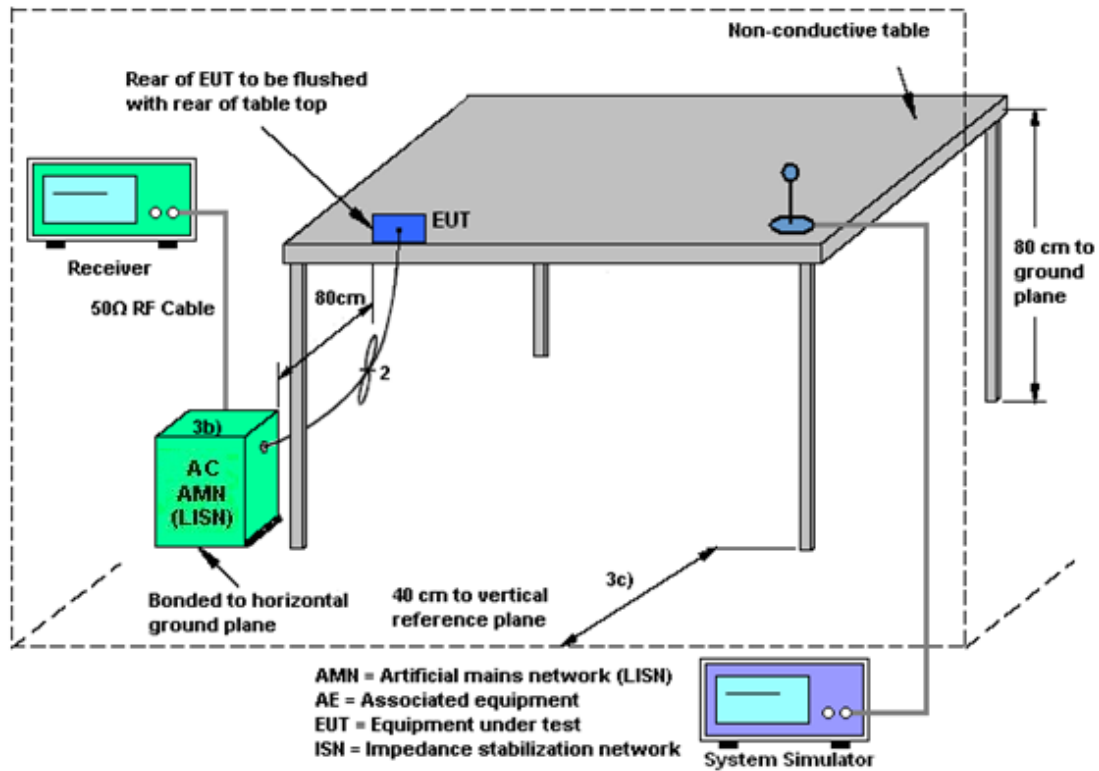 Non-conductive table
Rear of EUT to be flushed
with rear of table top
EUT
Receiver
50Ω RF Cable
80cm
2
80 cm to
ground
plane
3b)
AC
AMN
(LISN)
Bonded to horizontal
ground plane
40 cm to vertical
reference plane
3c)
AMN = Artificial mains network (LISN)
AE = Associated equipment
EUT = Equipment under test
ISN = Impedance stabilization network
System Simulator